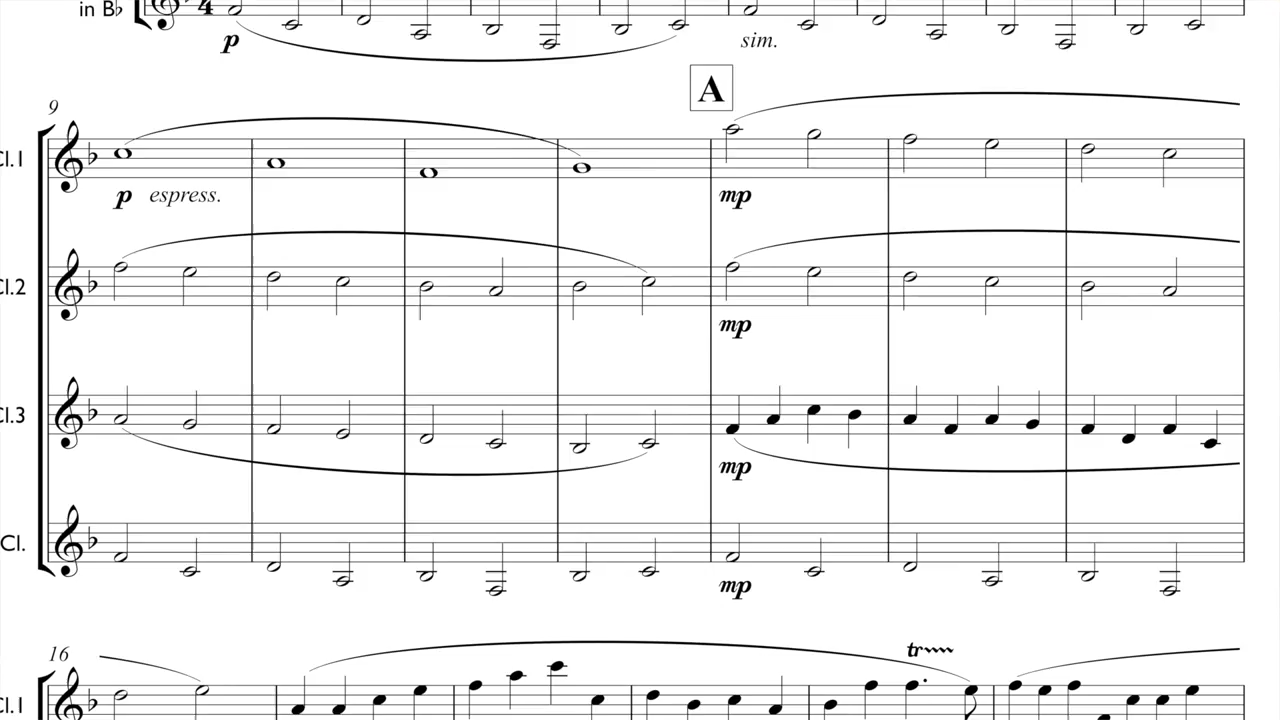 in B♭
4
p
sim.
A
9
Cl.1
p espress.
mp
Cl.2
mp
Cl.3
mp
Cl.
mp
16
tr
Cl.1